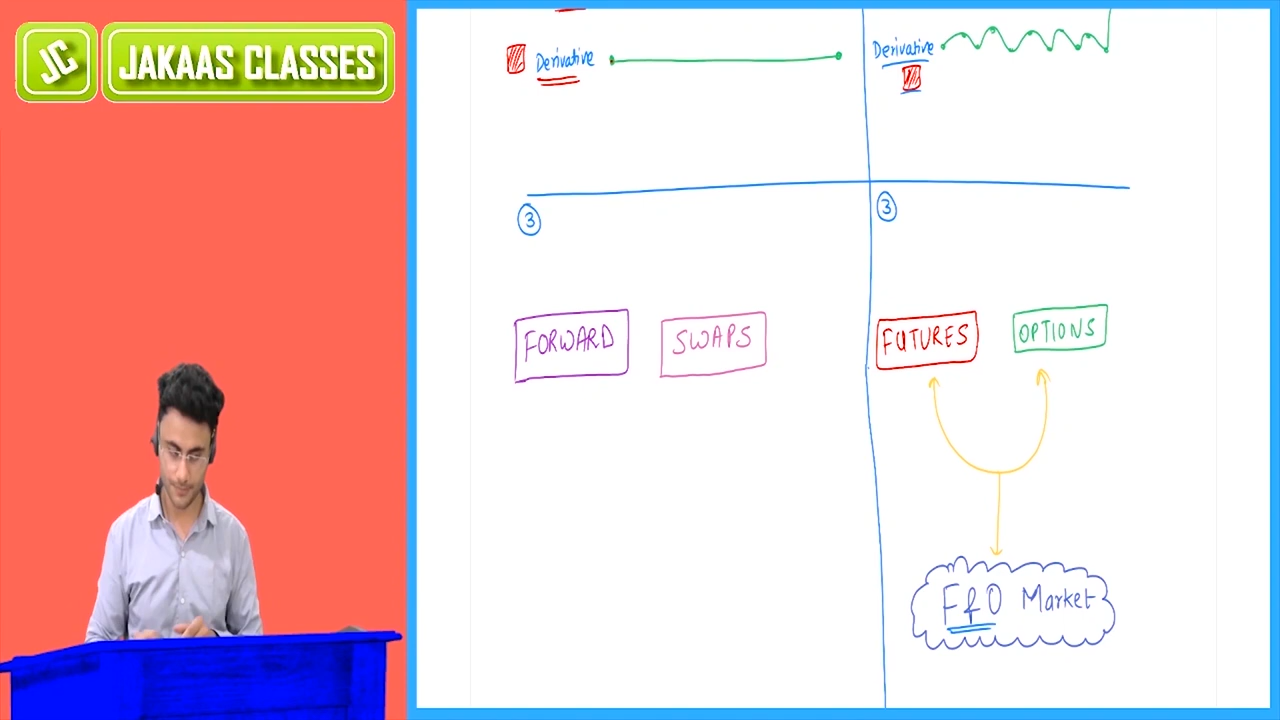 JC JAKAAS CLASSES
Derivative
Derivative
3
3
FORWARD SWAPS
FUTURES OPTIONS
F&O Market